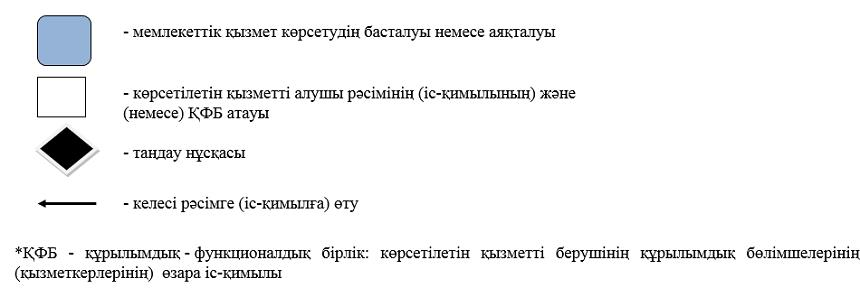 - мемлекеттік қызмет көрсетудің басталуы немесе аяқталуы
- көрсетілетін қызметті алушы рәсімінің (іс-қимылының) және
(немесе) ҚФБ атауы
- таңдау нұсқасы
- келесі рәсімге (іс-қимылға) өту
*ҚФБ - құрылымдық - функционалдық бірлік: көрсетілетін қызметті берушінің құрылымдық бөлімшелерінің
(қызметкерлерінің) өзара іс-қимылы